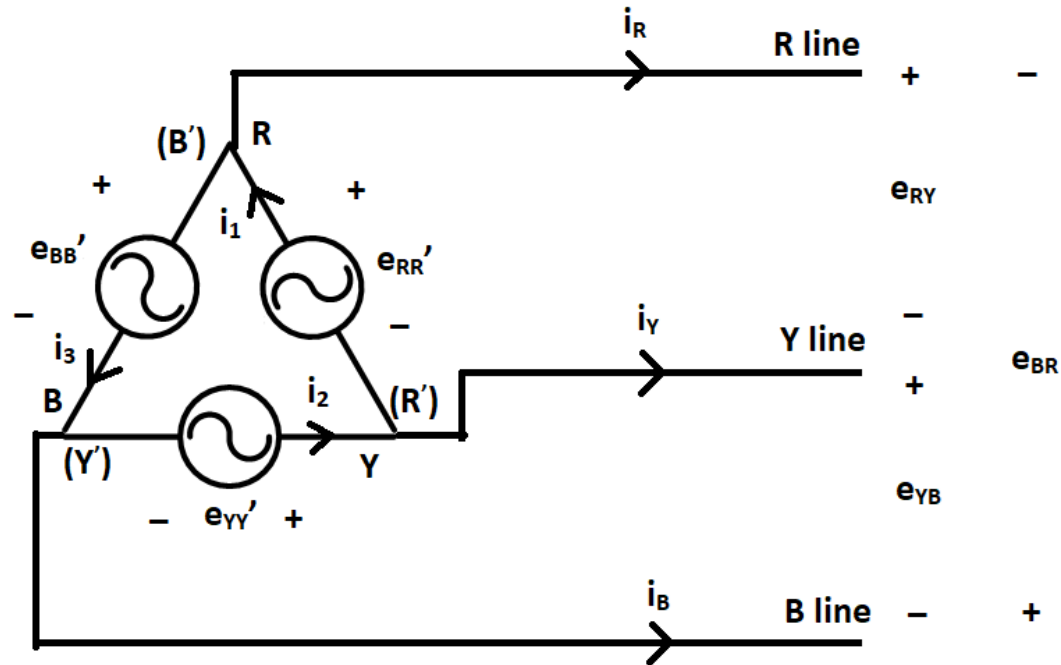 iR
R line
+ −
(B′) R
+ +
eRY
i1
eBB′
eRR′
− −
iY
Y line
−
i3
eBR
B
i2
(R′)
+
(Y′)
Y
eYB
− eYY′ +
iB
B line
− +